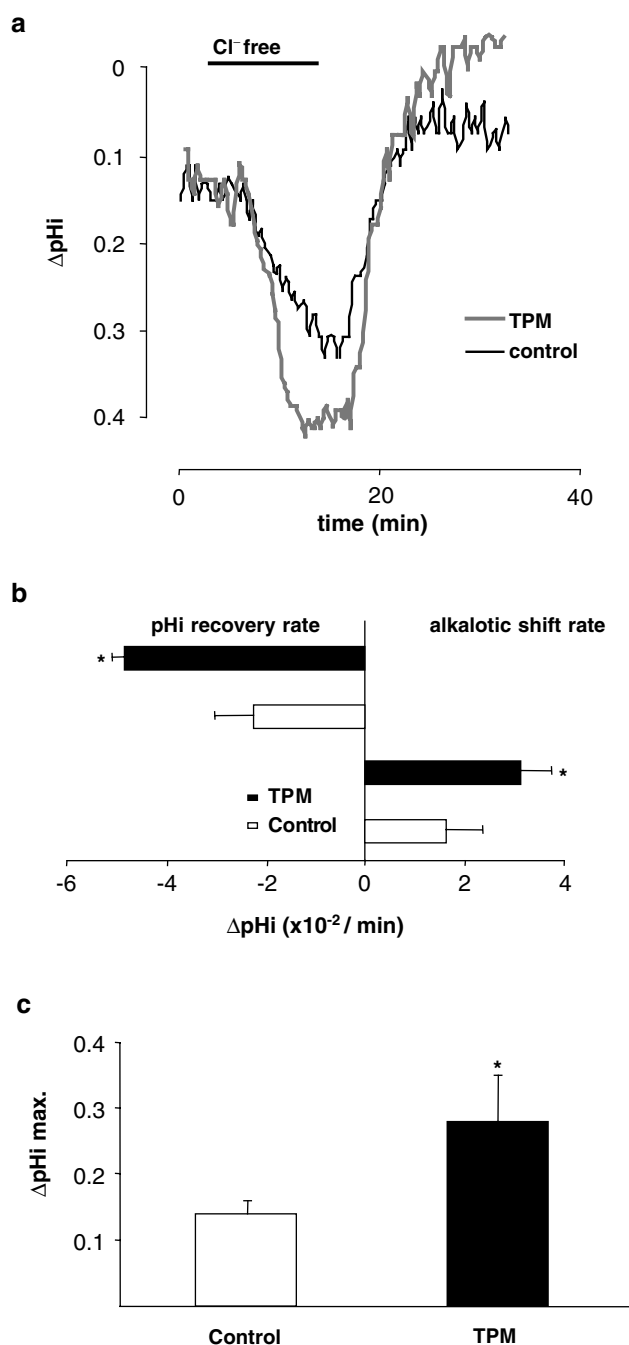 a
Cl⁻ free
0
0.1
0.2
0.3
0.4
ΔpHi
TPM
control
0 20 40
time (min)
b
pHi recovery rate alkalotic shift rate
*
*
TPM
Control
-6 -4 -2 0 2 4
ΔpHi (x10⁻² / min)
c
0.4
0.3
0.2
0.1
ΔpHi max.
*
Control TPM